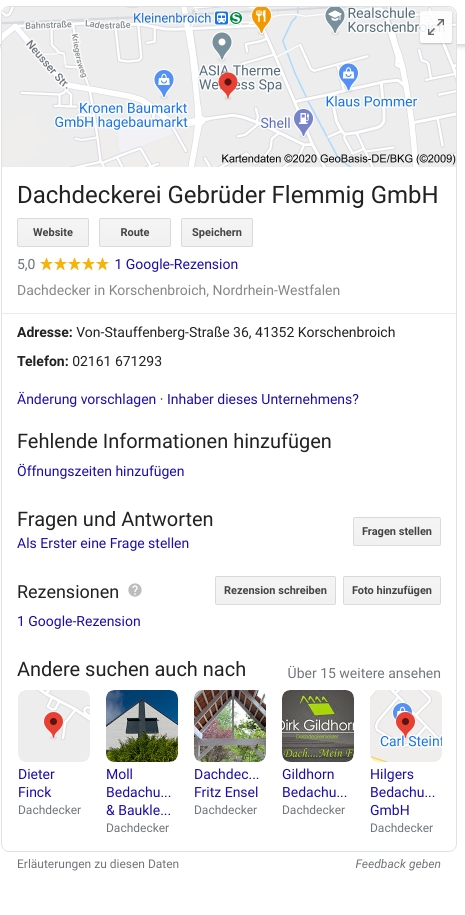 Kleinenbroich
Bahnstraße
Ladestraße
Neusser Str.
Kriegersweg
Realschule
Korschenbr
ASIA Therme
Wellness Spa
Kronen Baumarkt
GmbH hagebaumarkt
Klaus Pommer
Shell
Kartendaten ©2020 GeoBasis-DE/BKG (©2009)
Dachdeckerei Gebrüder Flemmig GmbH
Website Route Speichern
5,0 ★★★★★ 1 Google-Rezension
Dachdecker in Korschenbroich, Nordrhein-Westfalen
Adresse: Von-Stauffenberg-Straße 36, 41352 Korschenbroich
Telefon: 02161 671293
Änderung vorschlagen · Inhaber dieses Unternehmens?
Fehlende Informationen hinzufügen
Öffnungszeiten hinzufügen
Fragen und Antworten
Fragen stellen
Als Erster eine Frage stellen
Rezensionen ? Rezension schreiben Foto hinzufügen
1 Google-Rezension
Andere suchen auch nach Über 15 weitere ansehen
Dirk Gildhorn
Dachdeckermeister
Dach....Mein F
Carl Steinf
Dieter
Finck
Dachdecker
Moll
Bedachu...
& Baukle...
Dachdecker
Dachdec...
Fritz Ensel
Dachdecker
Gildhorn
Bedachu...
Dachdecker
Hilgers
Bedachu...
GmbH
Dachdecker
Erläuterungen zu diesen Daten Feedback geben